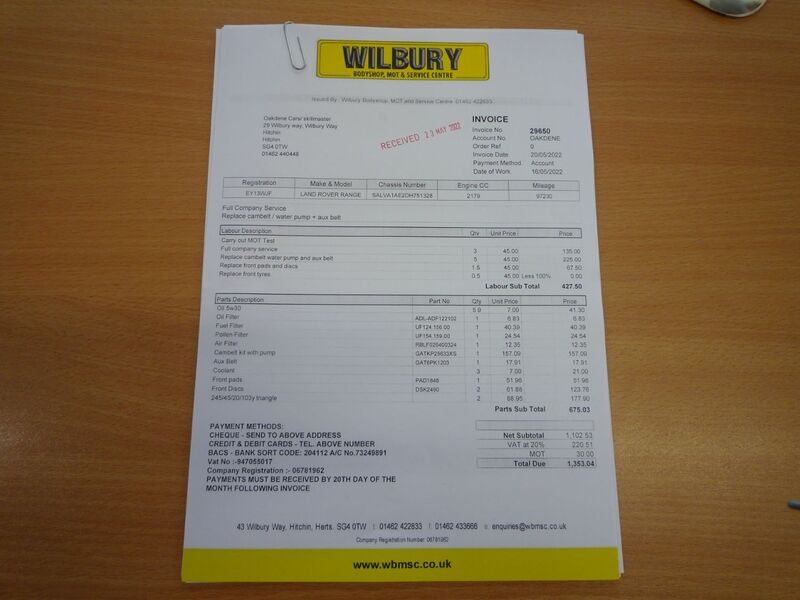 WILBURY
BODYSHOP, MOT & SERVICE CENTRE
Issued By : Wilbury Bodyshop, MOT and Service Centre 01462 422833
Oakdene Cars/ skillmaster
29 Wilbury way, Wilbury Way
Hitchin
Hitchin
SG4 0TW
01462 440448
RECEIVED 23 MAY 2022
INVOICE
Invoice No. 29650
Account No. OAKDENE
Order Ref. 0
Invoice Date. 20/05/2022
Payment Method. Account
Date of Work. 16/05/2022
Registration Make & Model Chassis Number Engine CC Mileage
EY13WJF LAND ROVER RANGE SALVA1AE2DH751328 2179 97230
Full Company Service
Replace cambelt / water pump + aux belt
Labour Description Qty Unit Price Price
Carry out MOT Test
Full company service 3 45.00 135.00
Replace cambelt water pump and aux belt 5 45.00 225.00
Replace front pads and discs 1.5 45.00 67.50
Replace front tyres 0.5 45.00 Less 100% 0.00
Labour Sub Total 427.50
Parts Description Part No Qty Unit Price Price
Oil 5w30 5.9 7.00 41.30
Oil Filter ADL-ADF122102 1 6.83 6.83
Fuel Filter UF124.156.00 1 40.39 40.39
Pollen Filter UF154.159.00 1 24.54 24.54
Air Filter RBLF026400324 1 12.35 12.35
Cambelt kit with pump GATKP25633XS 1 157.09 157.09
Aux Belt GAT6PK1203 1 17.91 17.91
Coolant 3 7.00 21.00
Front pads PAD1848 1 51.96 51.96
Front Discs DSK2490 2 61.88 123.76
245/45/20/103y triangle 2 88.95 177.90
Parts Sub Total 675.03
PAYMENT METHODS:
CHEQUE - SEND TO ABOVE ADDRESS
CREDIT & DEBIT CARDS - TEL. ABOVE NUMBER
BACS - BANK SORT CODE: 204112 A/C No.73249891
Vat No :-947055017
Company Registration :- 06781962
PAYMENTS MUST BE RECEIVED BY 20TH DAY OF THE
MONTH FOLLOWING INVOICE
Net Subtotal 1,102.53
VAT at 20% 220.51
MOT 30.00
Total Due 1,353.04
43 Wilbury Way, Hitchin, Herts. SG4 0TW t: 01462 422833 f: 01462 433666 e: enquiries@wbmsc.co.uk
Company Registration Number 06781962
www.wbmsc.co.uk